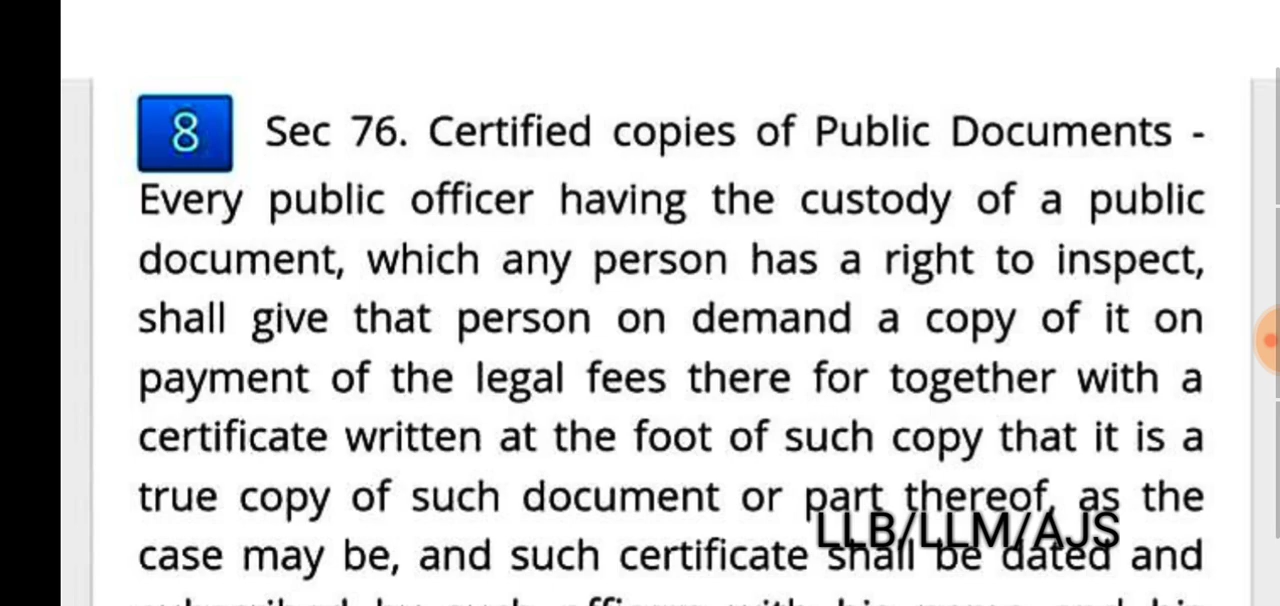 8 Sec 76. Certified copies of Public Documents -
Every public officer having the custody of a public
document, which any person has a right to inspect,
shall give that person on demand a copy of it on
payment of the legal fees there for together with a
certificate written at the foot of such copy that it is a
true copy of such document or part thereof, as the
LLB/LLM/AJS
case may be, and such certificate shall be dated and